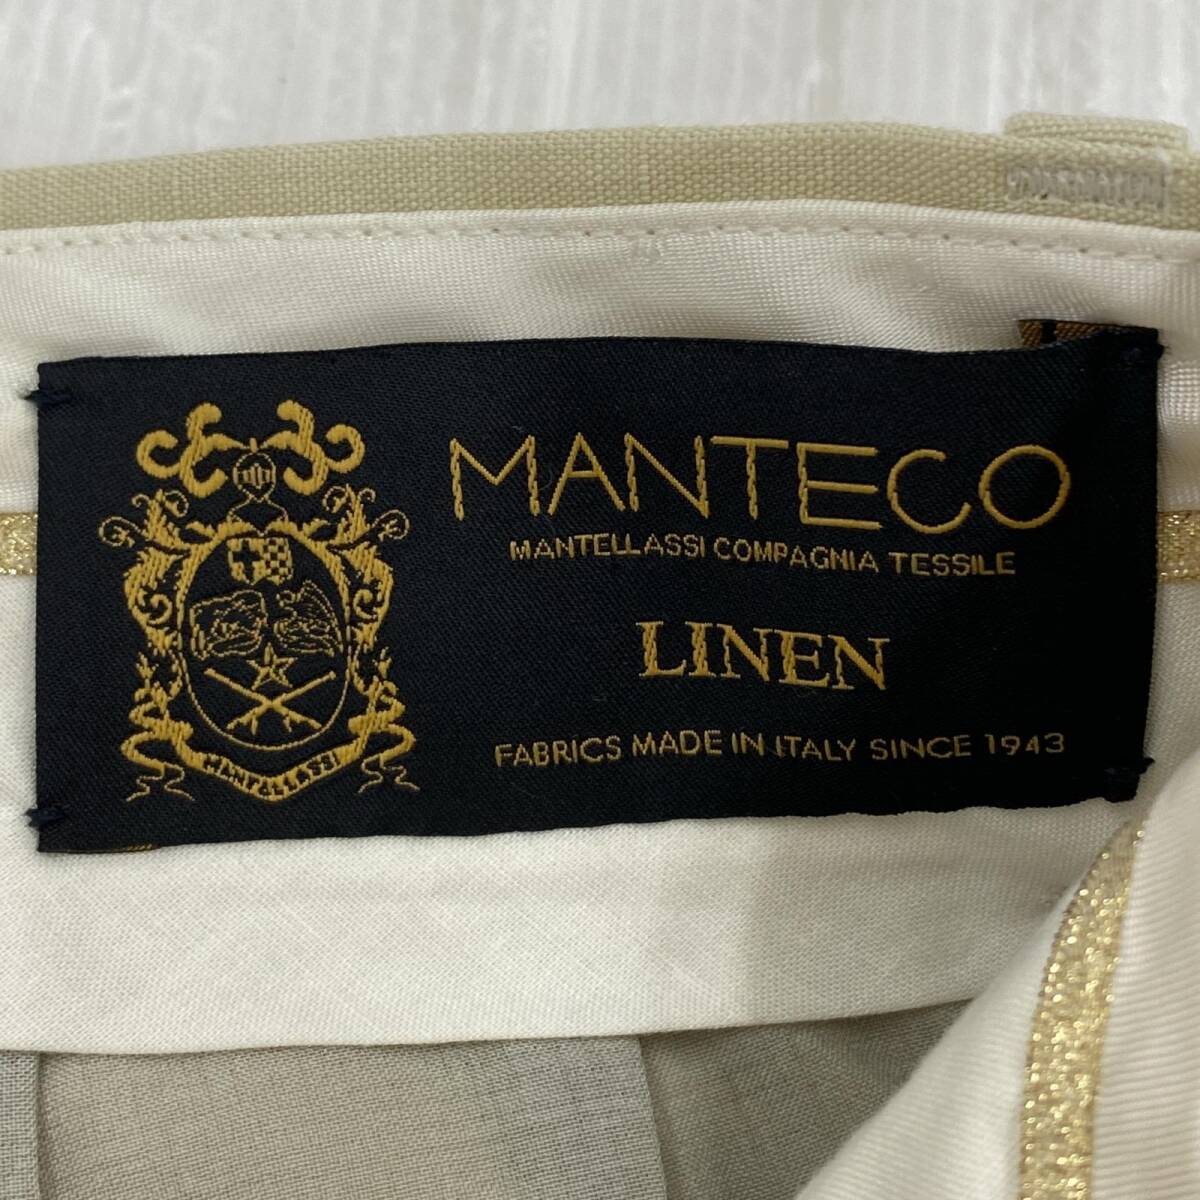 MANTECO
MANTELLASSI COMPAGNIA TESSILE
LINEN
FABRICS MADE IN ITALY SINCE 1943
MANTELLASSI